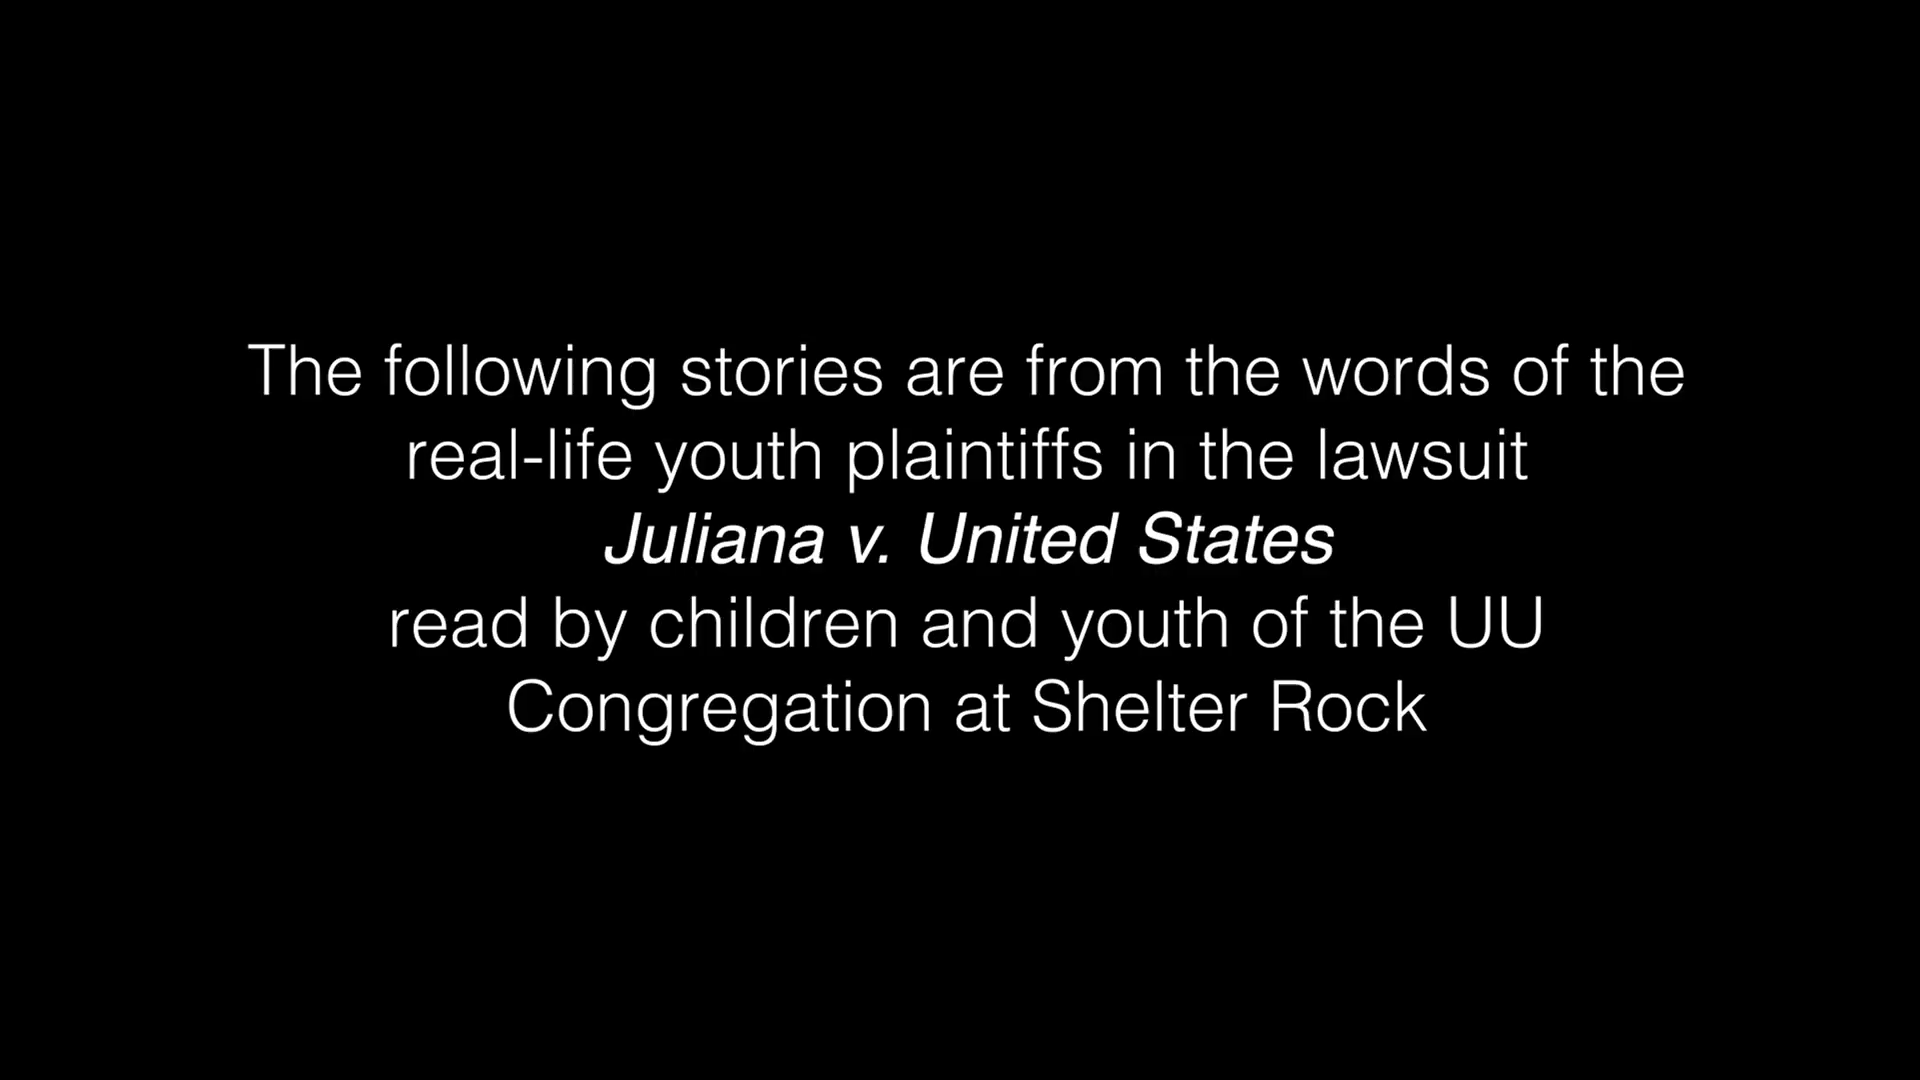 The following stories are from the words of the
real-life youth plaintiffs in the lawsuit
Juliana v. United States
read by children and youth of the UU
Congregation at Shelter Rock